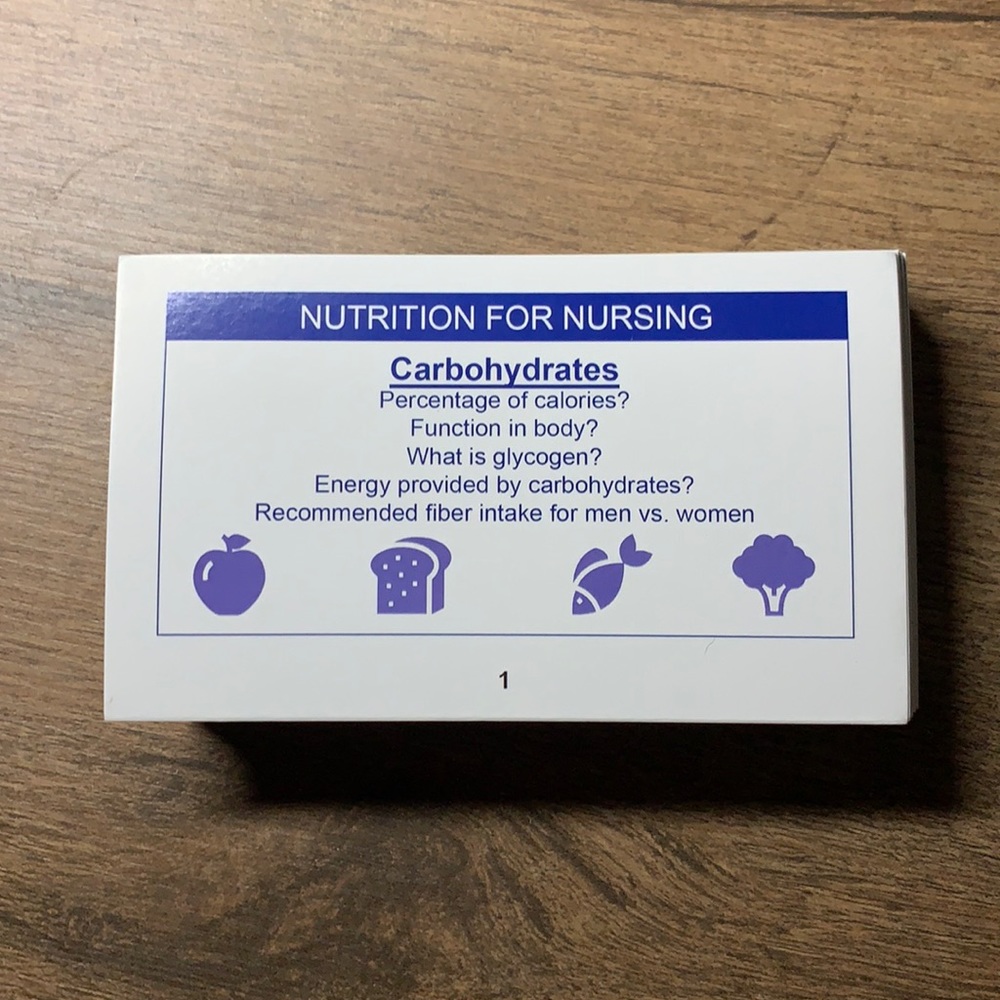 NUTRITION FOR NURSING
Carbohydrates
Percentage of calories?
Function in body?
What is glycogen?
Energy provided by carbohydrates?
Recommended fiber intake for men vs. women
1